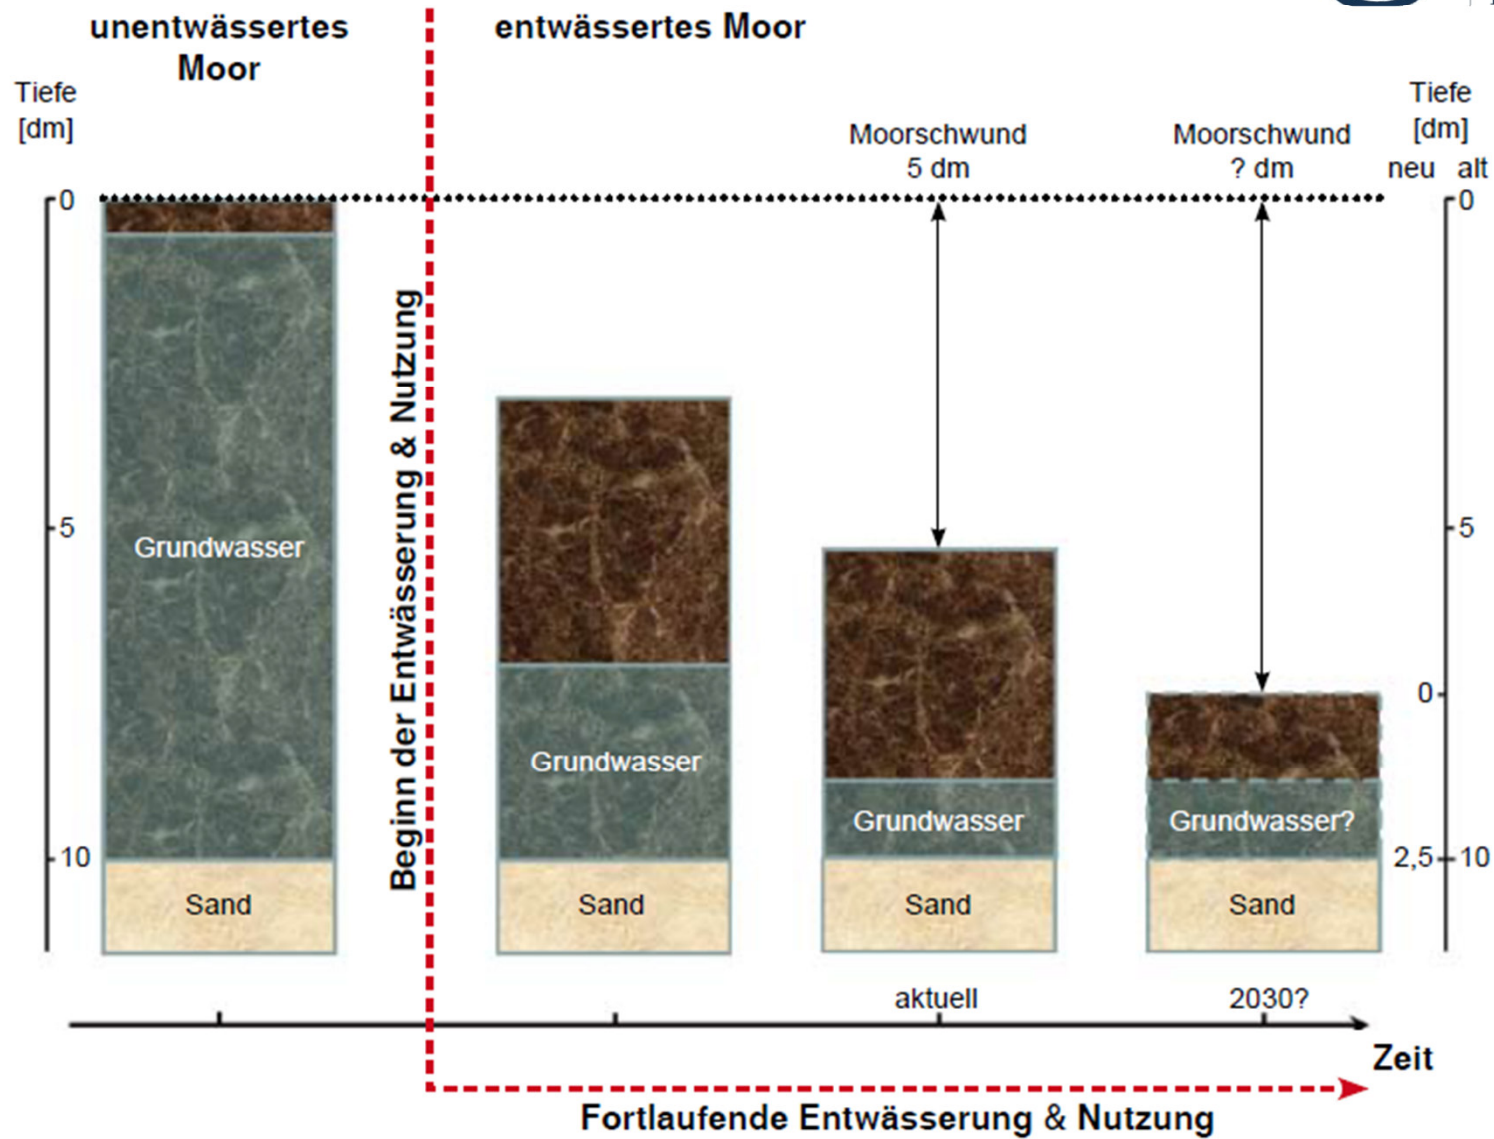 unentwässertes
Moor
entwässertes Moor
Tiefe
[dm]
Moorschwund
5 dm
Moorschwund
? dm
Tiefe
[dm]
neu alt
0
5
10
Grundwasser
Sand
Beginn der Entwässerung & Nutzung
Grundwasser
Sand
Grundwasser
Sand
Grundwasser?
Sand
0
5
0
2,5 10
aktuell
2030?
Zeit
Fortlaufende Entwässerung & Nutzung